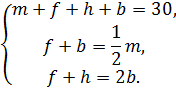 m + f + h + b = 30,
f + b = 1/2 m,
f + h = 2b.